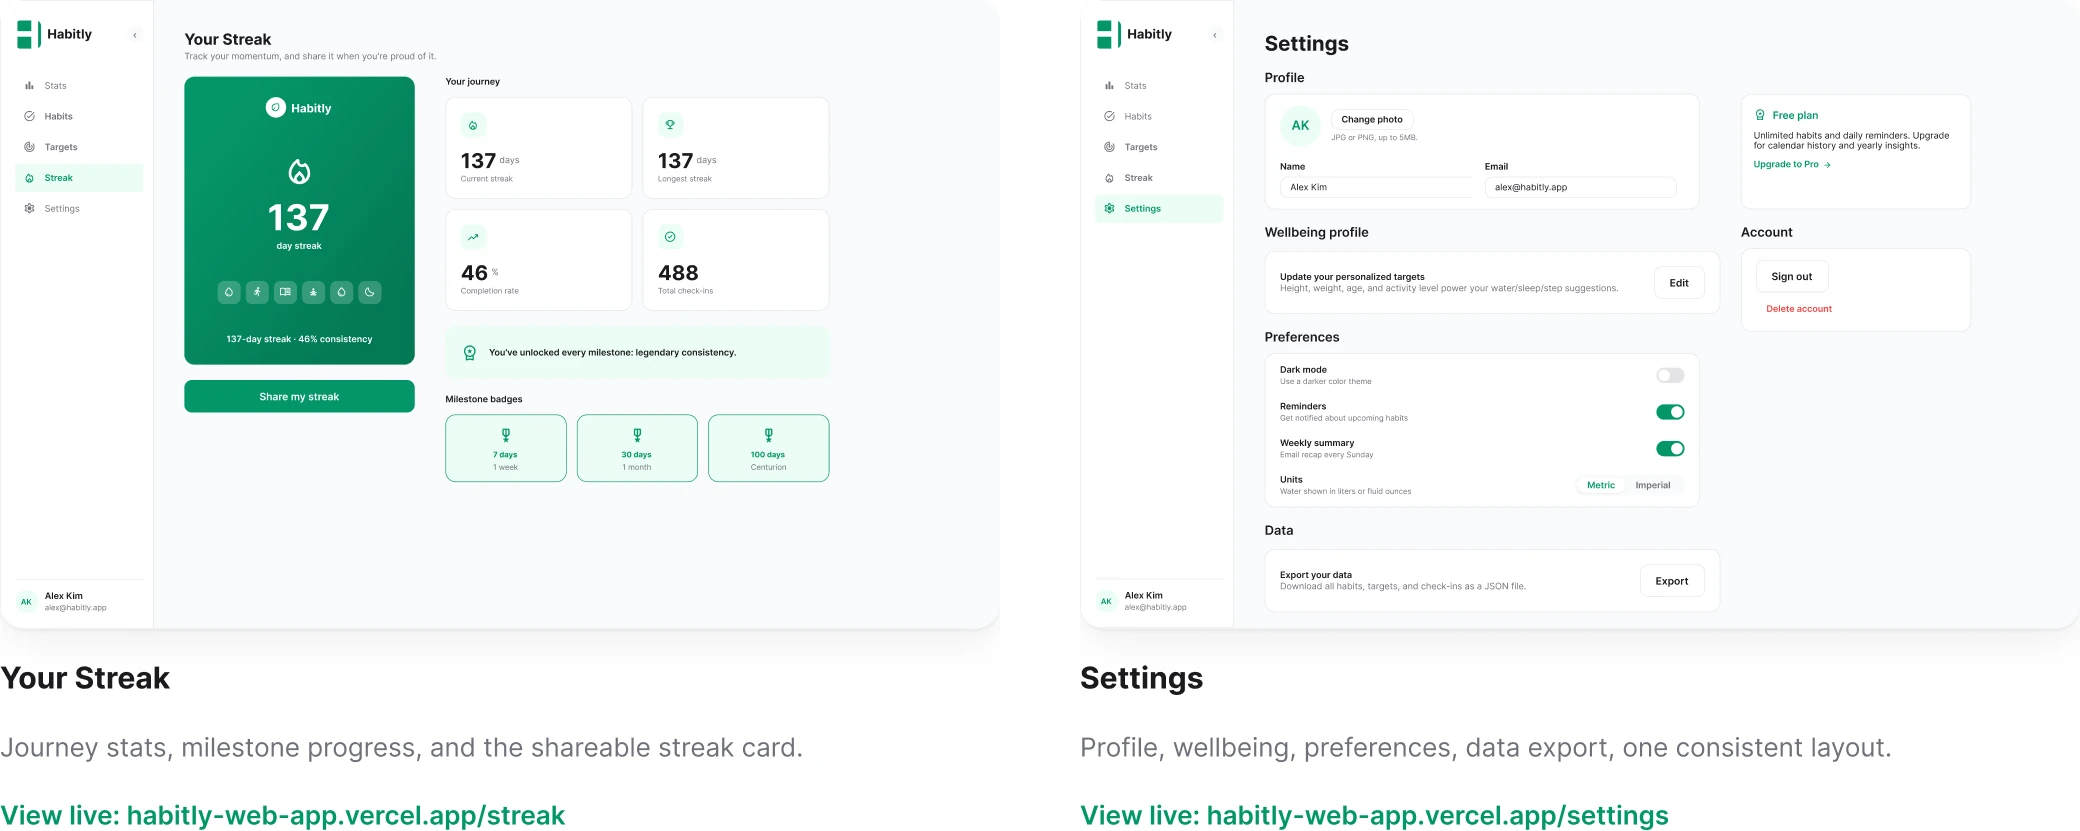 Habitly
Stats
Habits
Targets
Streak
Settings
AK
Alex Kim
alex@habitly.app
Your Streak
Track your momentum, and share it when you're proud of it.
Habitly
137
day streak
137-day streak · 46% consistency
Share my streak
Your journey
137 days
Current streak
137 days
Longest streak
46 %
Completion rate
488
Total check-ins
You've unlocked every milestone: legendary consistency.
Milestone badges
7 days
1 week
30 days
1 month
100 days
Centurion
Your Streak
Journey stats, milestone progress, and the shareable streak card.
View live: habitly-web-app.vercel.app/streak
Habitly
Stats
Habits
Targets
Streak
Settings
AK
Alex Kim
alex@habitly.app
Settings
Profile
AK
Change photo
JPG or PNG, up to 5MB.
Name
Alex Kim
Email
alex@habitly.app
Wellbeing profile
Update your personalized targets
Height, weight, age, and activity level power your water/sleep/step suggestions.
Edit
Preferences
Dark mode
Use a darker color theme
Reminders
Get notified about upcoming habits
Weekly summary
Email recap every Sunday
Units
Water shown in liters or fluid ounces
Metric
Imperial
Data
Export your data
Download all habits, targets, and check-ins as a JSON file.
Export
Free plan
Unlimited habits and daily reminders. Upgrade
for calendar history and yearly insights.
Upgrade to Pro →
Account
Sign out
Delete account
Settings
Profile, wellbeing, preferences, data export, one consistent layout.
View live: habitly-web-app.vercel.app/settings